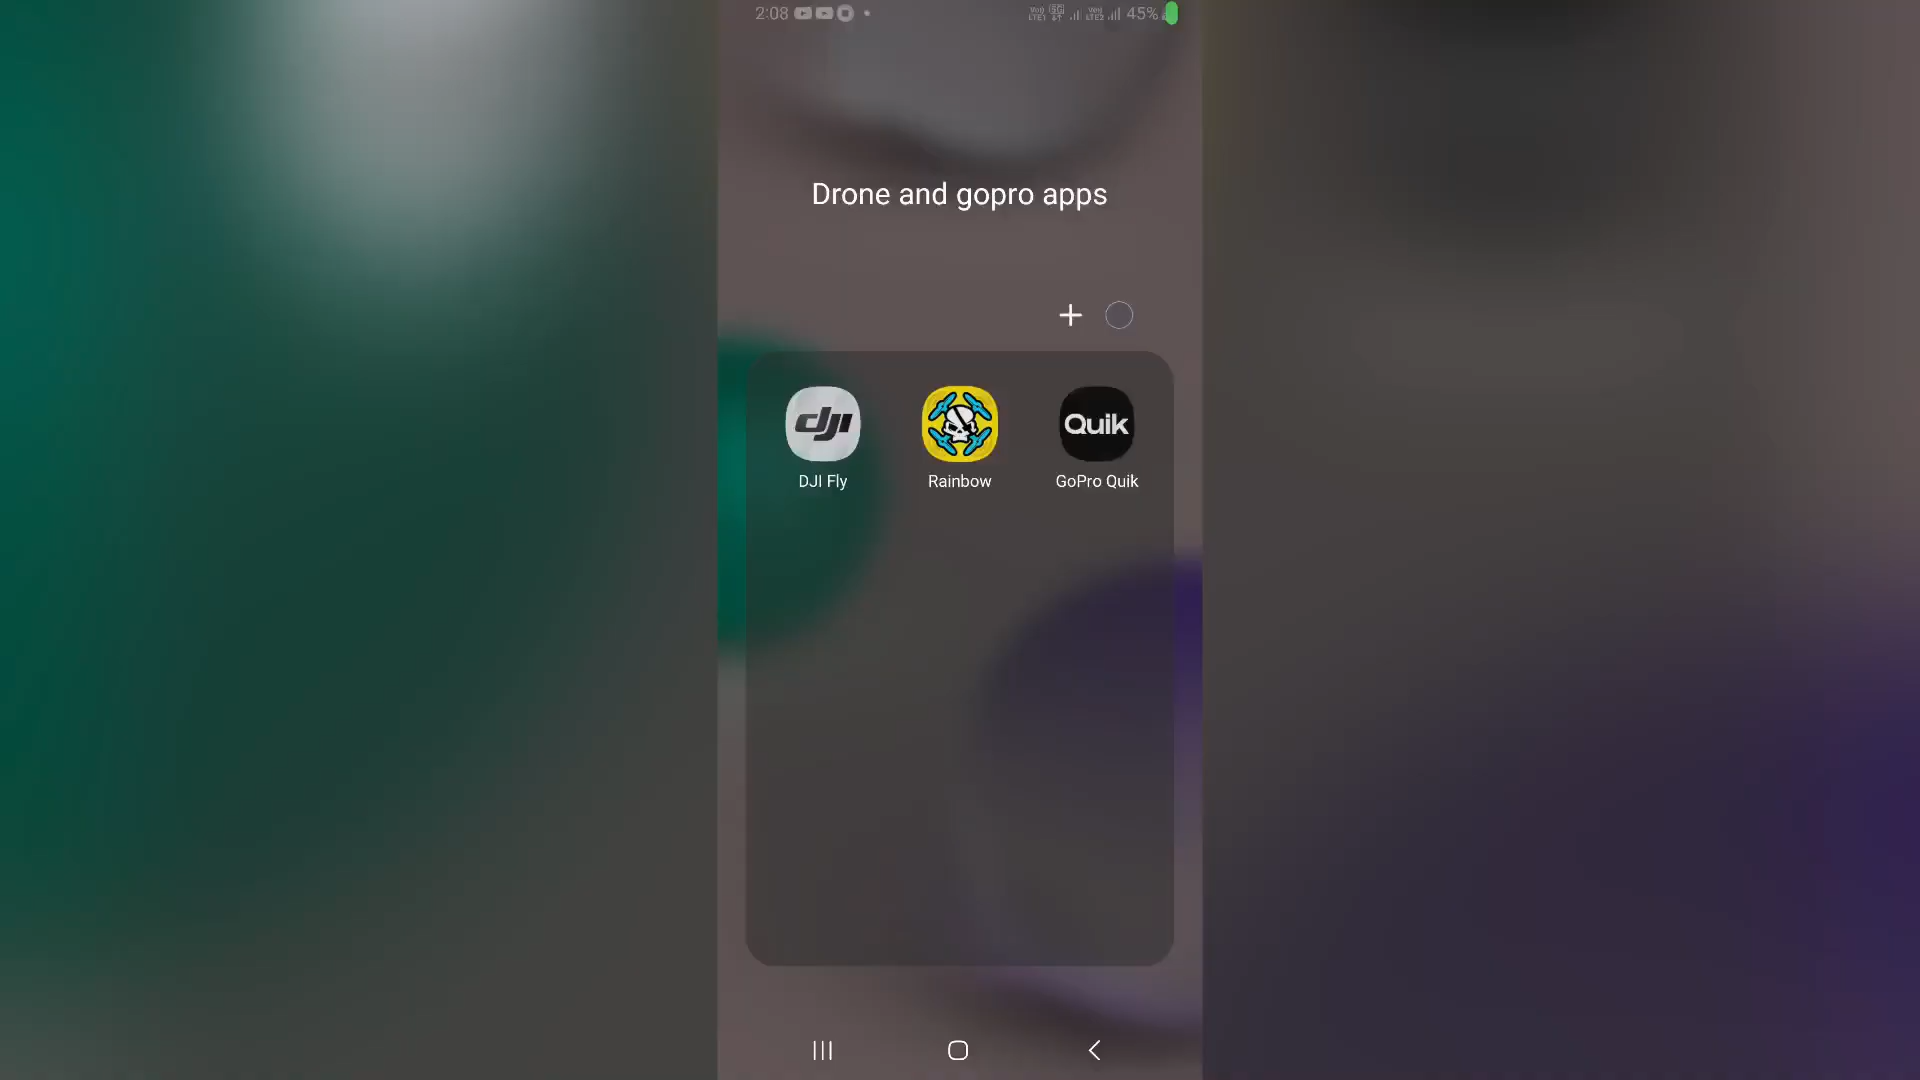 2:08
45%
Drone and gopro apps
dji
Quik
DJI Fly
Rainbow
GoPro Quik